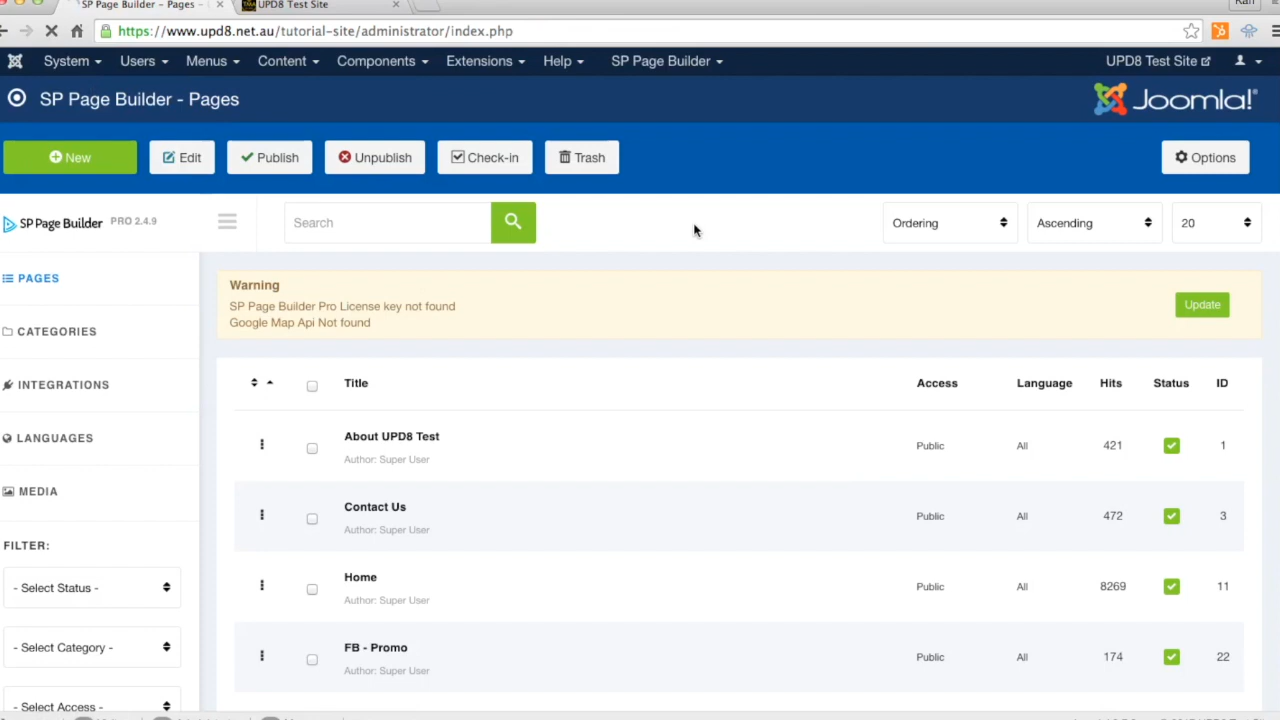 SP Page Builder - Pages -
UPD8 Test Site
https://www.upd8.net.au/tutorial-site/administrator/index.php
System Users Menus Content Components Extensions Help SP Page Builder UPD8 Test Site
SP Page Builder - Pages
Joomla!®
New Edit Publish Unpublish Check-in Trash Options
SP Page Builder PRO 2.4.9 Search Ordering Ascending 20
PAGES
CATEGORIES
INTEGRATIONS
LANGUAGES
MEDIA
FILTER:
- Select Status -
- Select Category -
- Select Access -
Warning
SP Page Builder Pro License key not found
Google Map Api Not found
Update
Title Access Language Hits Status ID
About UPD8 Test
Author: Super User
Public All 421 1
Contact Us
Author: Super User
Public All 472 3
Home
Author: Super User
Public All 8269 11
FB - Promo
Author: Super User
Public All 174 22